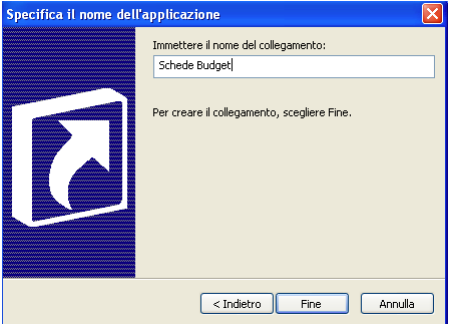 Specifica il nome dell'applicazione
Immettere il nome del collegamento:
Schede Budget
Per creare il collegamento, scegliere Fine.
< Indietro
Fine
Annulla